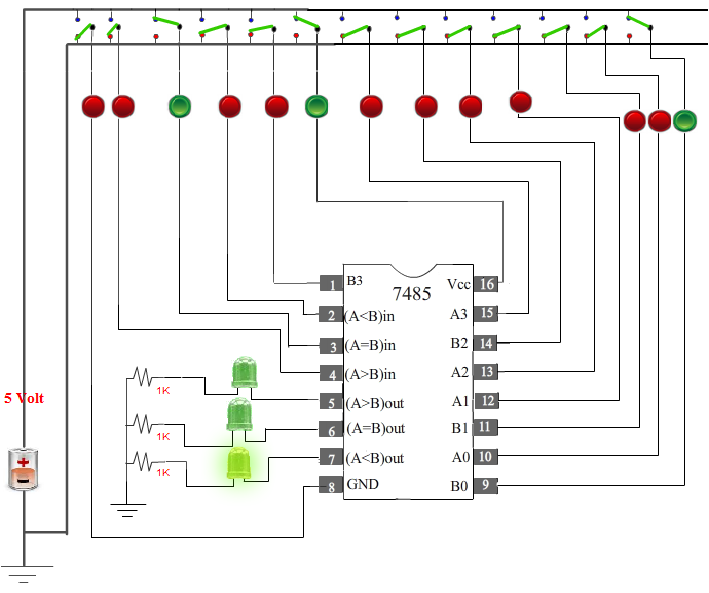 1 B3 7485 Vcc 16
2 (A<B)in A3 15
3 (A=B)in B2 14
4 (A>B)in A2 13
1K
5 Volt
5 (A>B)out A1 12
6 (A=B)out B1 11
1K
7 (A<B)out A0 10
1K
8 GND B0 9